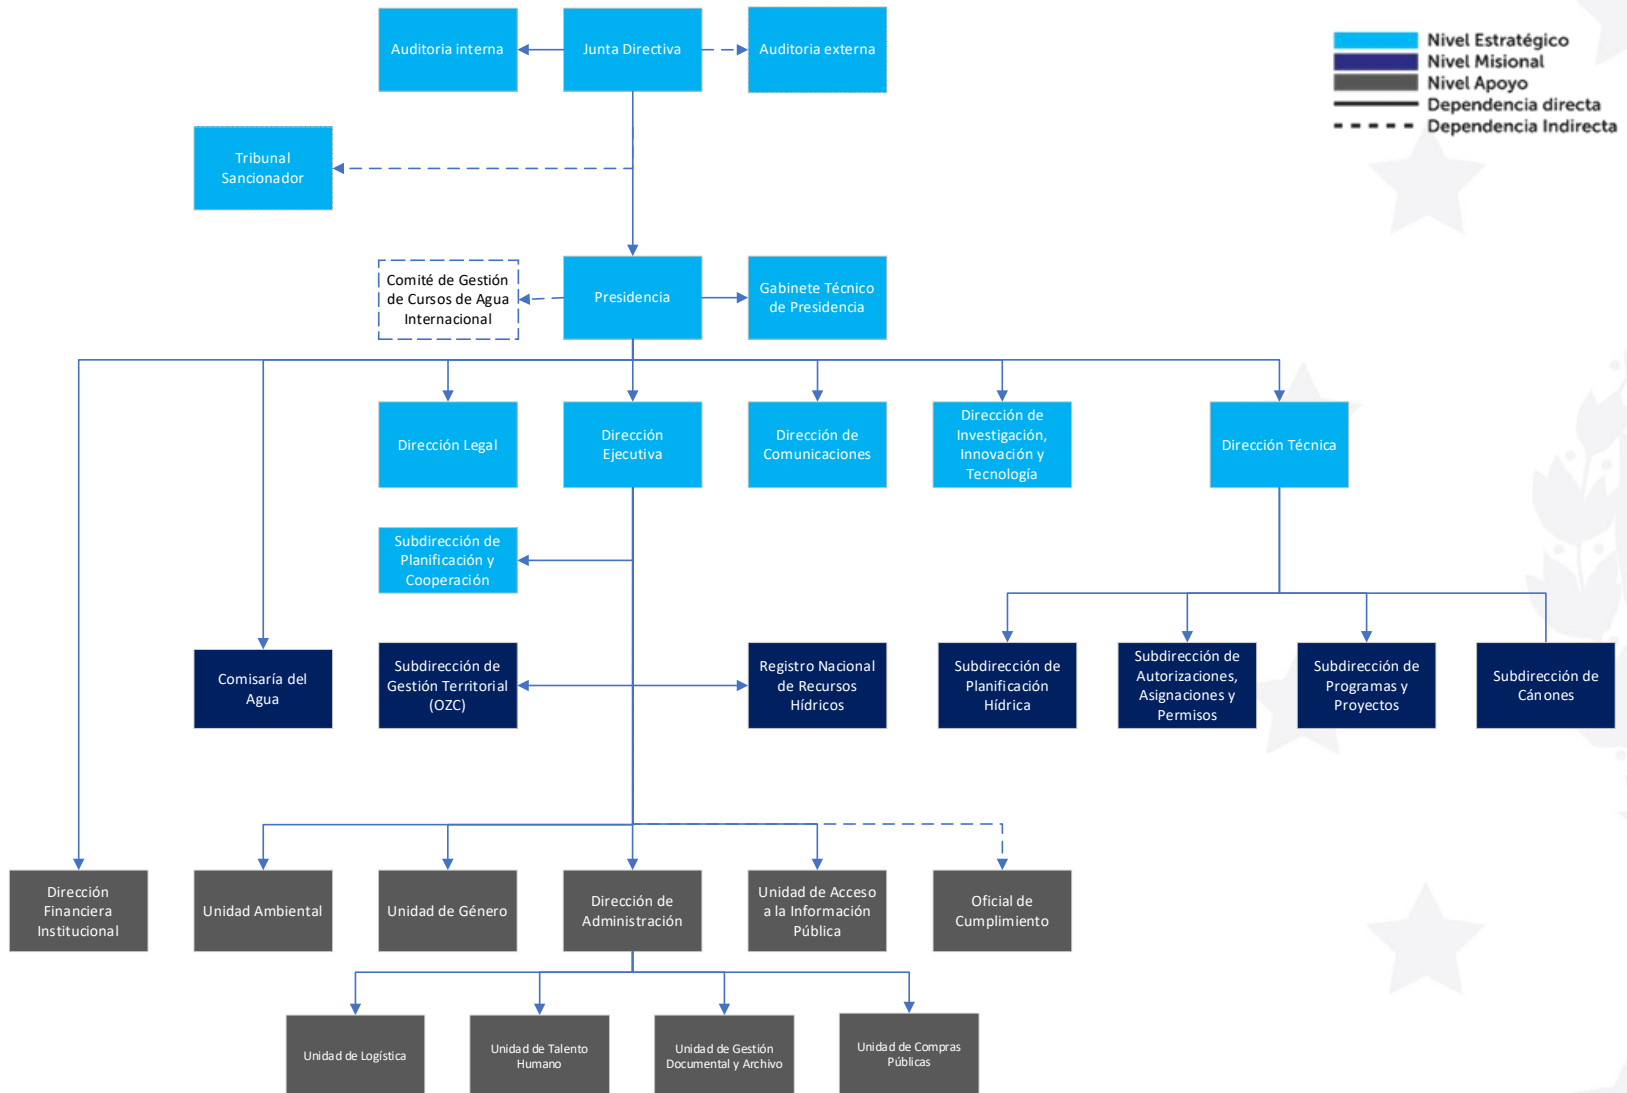 Auditoria interna
Junta Directiva
Auditoria externa
Nivel Estratégico
Nivel Misional
Nivel Apoyo
Dependencia directa
Dependencia Indirecta
Tribunal
Sancionador
Comité de Gestión
de Cursos de Agua
Internacional
Presidencia
Gabinete Técnico
de Presidencia
Dirección Legal
Dirección
Ejecutiva
Dirección de
Comunicaciones
Dirección de
Investigación,
Innovación y
Tecnología
Dirección Técnica
Subdirección de
Planificación y
Cooperación
Comisaría del
Agua
Subdirección de
Gestión Territorial
(OZC)
Registro Nacional
de Recursos
Hídricos
Subdirección de
Planificación
Hídrica
Subdirección de
Autorizaciones,
Asignaciones y
Permisos
Subdirección de
Programas y
Proyectos
Subdirección de
Cánones
Dirección
Financiera
Institucional
Unidad Ambiental
Unidad de Género
Dirección de
Administración
Unidad de Acceso
a la Información
Pública
Oficial de
Cumplimiento
Unidad de Logística
Unidad de Talento
Humano
Unidad de Gestión
Documental y Archivo
Unidad de Compras
Públicas